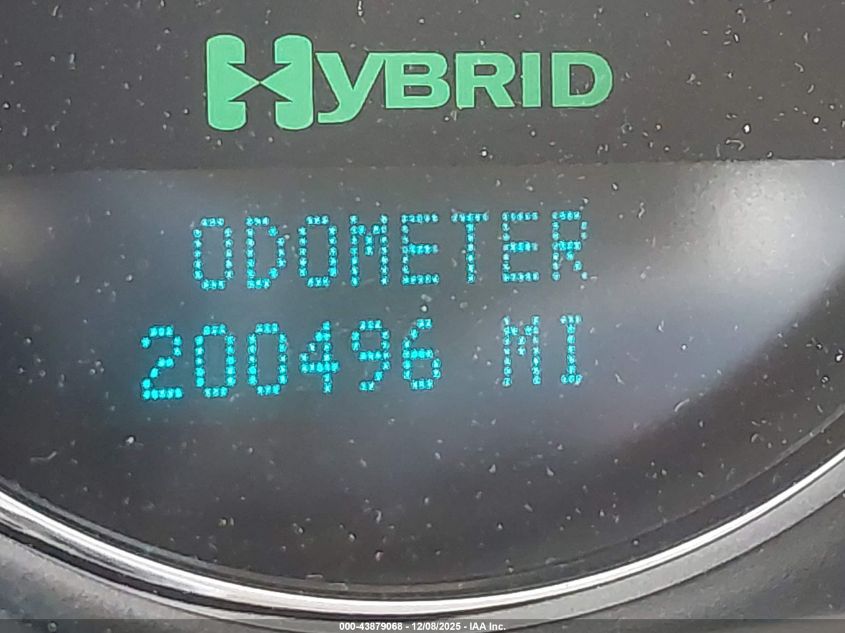 HYBRID
ODOMETER
200496 MI
000-43879068 - 12/08/2025 - IAA Inc.